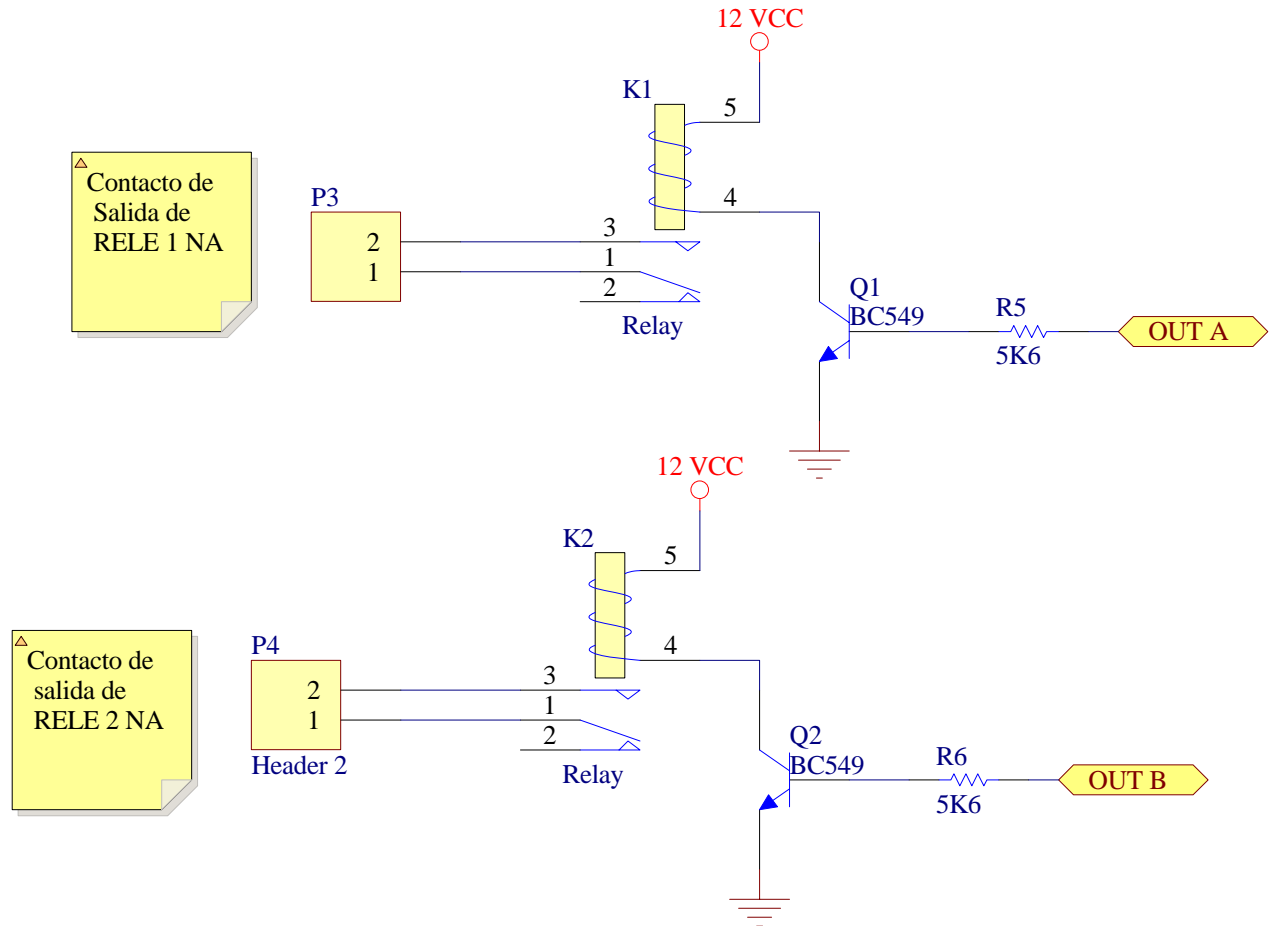 12 VCC
K1
5
4
Contacto de
Salida de
RELE 1 NA
P3
2
1
3
1
2
Relay
Q1
BC549
R5
5K6
OUT A
12 VCC
K2
5
4
Contacto de
salida de
RELE 2 NA
P4
2
1
Header 2
3
1
2
Relay
Q2
BC549
R6
5K6
OUT B